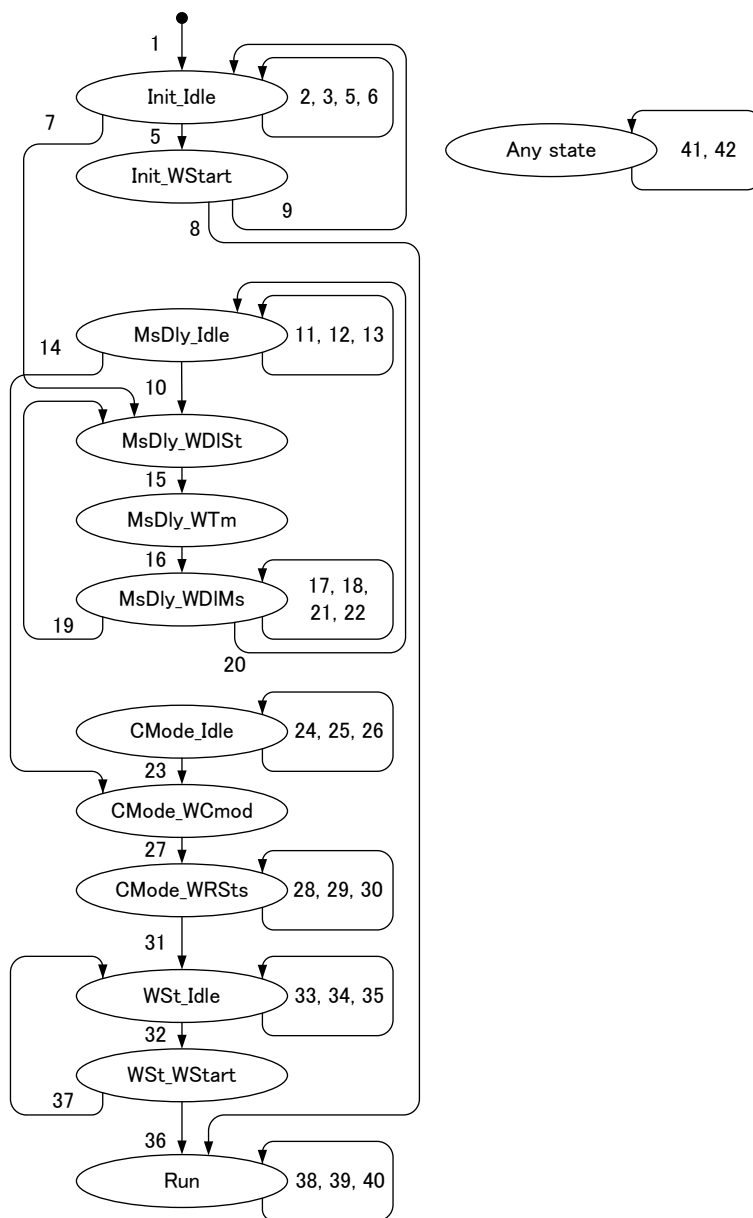 1
Init_Idle
2, 3, 5, 6
7
5
Any state
41, 42
Init_WStart
8
9
MsDly_Idle
11, 12, 13
14
10
MsDly_WDlSt
15
MsDly_WTm
16
MsDly_WDlMs
17, 18,
21, 22
19
20
CMode_Idle
24, 25, 26
23
CMode_WCmod
27
CMode_WRSts
28, 29, 30
31
WSt_Idle
33, 34, 35
32
WSt_WStart
37
36
Run
38, 39, 40